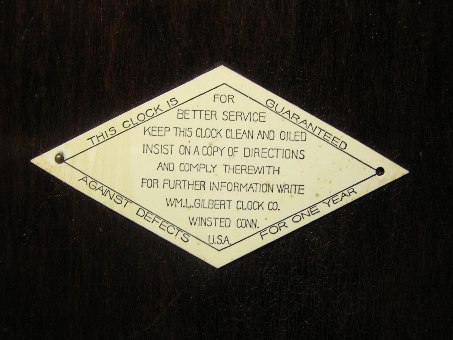 THIS CLOCK IS GUARANTEED
AGAINST DEFECTS FOR ONE YEAR
FOR
BETTER SERVICE
KEEP THIS CLOCK CLEAN AND OILED
INSIST ON A COPY OF DIRECTIONS
AND COMPLY THEREWITH
FOR FURTHER INFORMATION WRITE
WM.L.GILBERT CLOCK CO.
WINSTED CONN.
U.S.A.